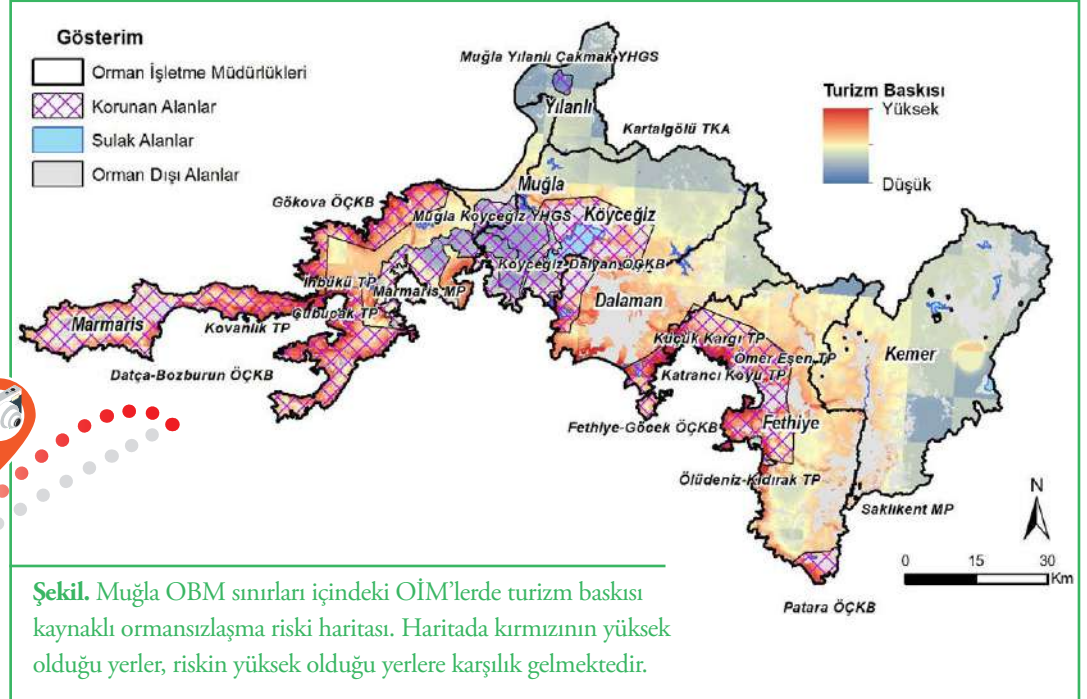 Gösterim
Orman İşletme Müdürlükleri
Korunan Alanlar
Sulak Alanlar
Orman Dışı Alanlar
Turizm Baskısı
Yüksek
Düşük
Muğla Yılanlı Çakmak YHGS
Yılanlı
Kartalgölü TKA
Muğla
Gökova ÖÇKB
Muğla Köyceğiz YHGS
Köyceğiz
Köyceğiz-Dalyan ÖÇKB
İnbükü TP
Marmaris MP
Çubucak TP
Marmaris
Kovanlık TP
Dalaman
Datça-Bozburun ÖÇKB
Küçük Kargı TP
Ömer Eşen TP
Kemer
Katrancı Koyu TP
Fethiye-Göcek ÖÇKB
Fethiye
Ölüdeniz-Kıdırak TP
Saklıkent MP
Patara ÖÇKB
N
0 15 30
Km
Şekil. Muğla OBM sınırları içindeki OİM’lerde turizm baskısı
kaynaklı ormansızlaşma riski haritası. Haritada kırmızının yüksek
olduğu yerler, riskin yüksek olduğu yerlere karşılık gelmektedir.